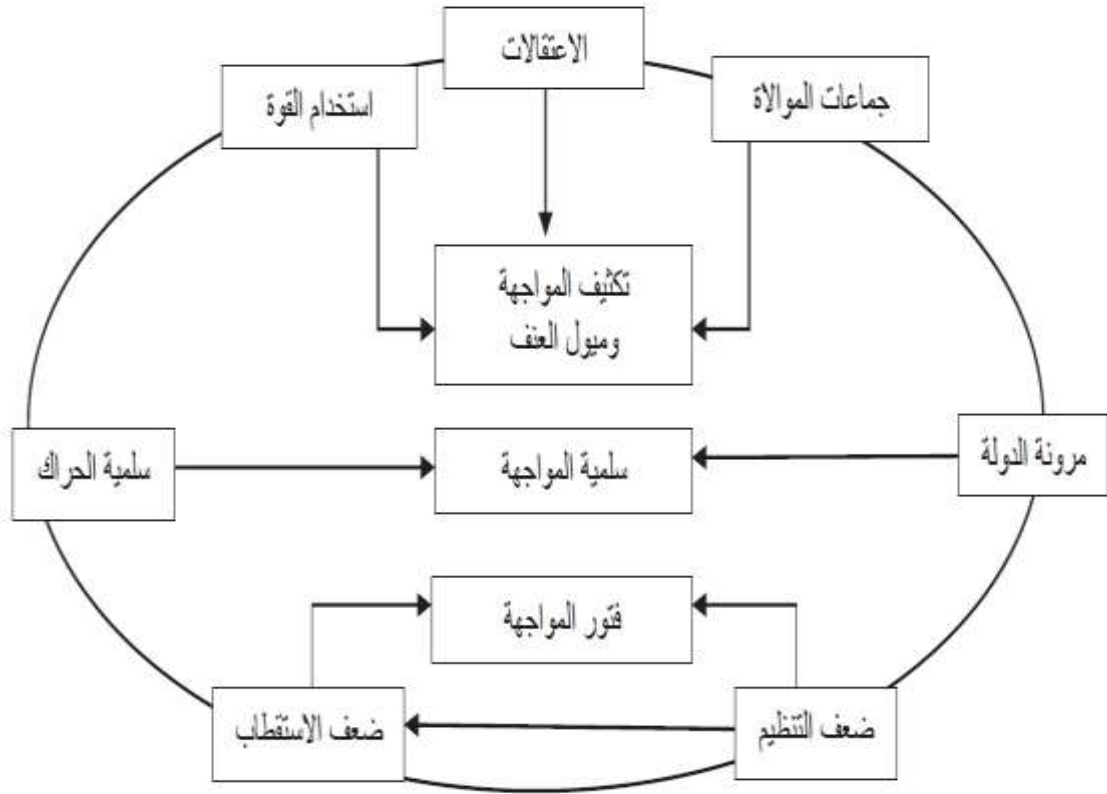 الاعتقالات
جماعات الموالاة
استخدام القوة
تكثيف المواجهة
وميول العنف
مرونة الدولة
سلمية المواجهة
سلمية الحراك
فتور المواجهة
ضعف التنظيم
ضعف الاستقطاب